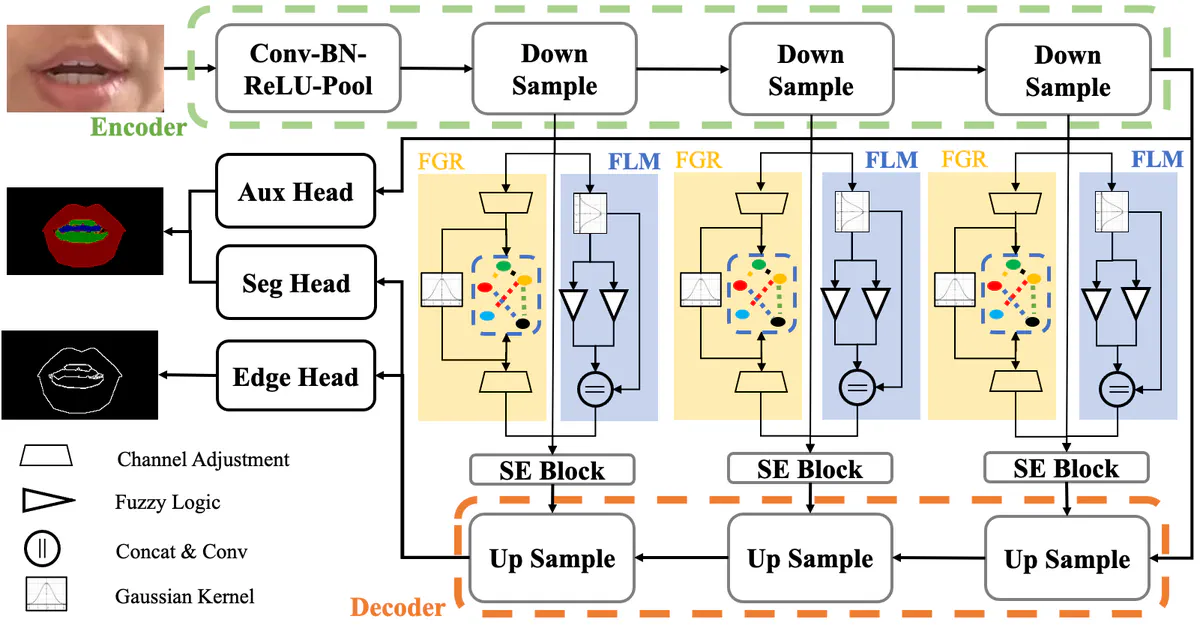 Conv-BN-
ReLU-Pool
Down
Sample
Down
Sample
Down
Sample
Encoder
FGR
FLM
FGR
FLM
FGR
FLM
Aux Head
Seg Head
Edge Head
Channel Adjustment
Fuzzy Logic
Concat & Conv
Gaussian Kernel
SE Block
SE Block
SE Block
Up Sample
Up Sample
Up Sample
Decoder